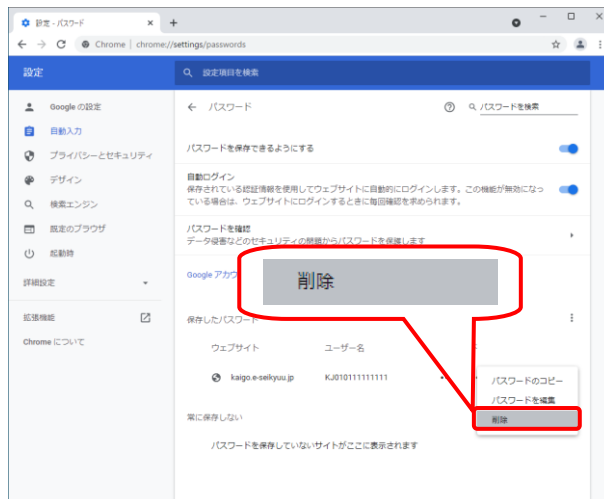 設定 - パスワード
Chrome | chrome://settings/passwords
設定
設定項目を検索
Google の設定
自動入力
プライバシーとセキュリティ
デザイン
検索エンジン
既定のブラウザ
起動時
詳細設定
拡張機能
Chrome について
パスワード
パスワードを検索
パスワードを保存できるようにする
自動ログイン
保存されている認証情報を使用してウェブサイトに自動的にログインします。この機能が無効になっ
ている場合は、ウェブサイトにログインするときに毎回確認を求められます。
パスワードを確認
データ侵害などのセキュリティの問題からパスワードを保護します
Google アカウ
削除
保存したパスワード
ウェブサイト
ユーザー名
kaigo.e-seikyuu.jp
KJ010111111111
パスワードのコピー
パスワードを編集
削除
常に保存しない
パスワードを保存していないサイトがここに表示されます